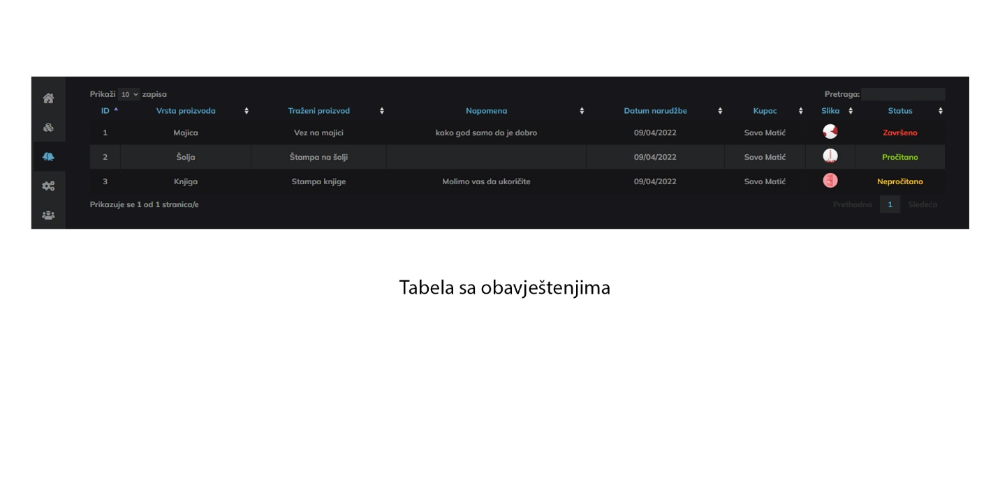 Prikaži 10 zapisa Pretraga:
ID Vrsta proizvoda Traženi proizvod Napomena Datum narudžbe Kupac Slika Status
1 Majica Vez na majici kako god samo da je dobro 09/04/2022 Savo Matić Završeno
2 Šolja Štampa na šolji 09/04/2022 Savo Matić Pročitano
3 Knjiga Stampa knjige Molimo vas da ukoričite 09/04/2022 Savo Matić Nepročitano
Prikazuje se 1 od 1 stranica/e Prethodno 1 Sledeća
Tabela sa obavještenjima